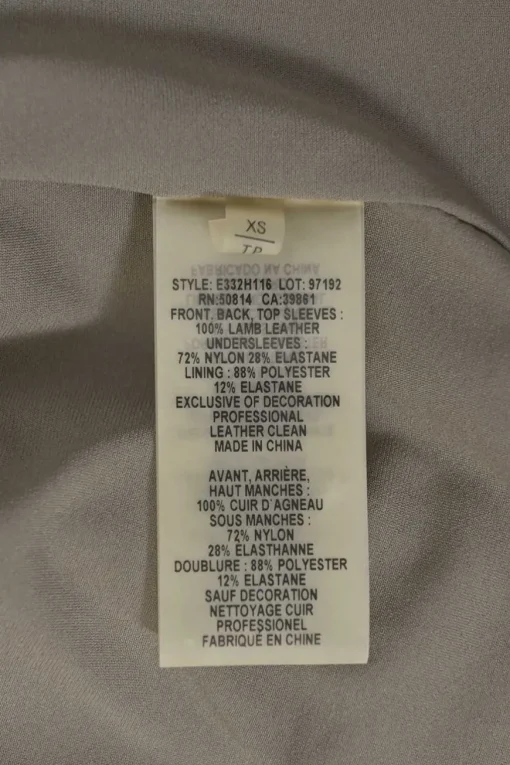 XS
STYLE: E332H116 LOT: 97192
RN:50814 CA:39861
FRONT, BACK, TOP SLEEVES :
100% LAMB LEATHER
UNDERSLEEVES :
72% NYLON 28% ELASTANE
LINING : 88% POLYESTER
12% ELASTANE
EXCLUSIVE OF DECORATION
PROFESSIONAL
LEATHER CLEAN
MADE IN CHINA
AVANT, ARRIÈRE,
HAUT MANCHES :
100% CUIR D'AGNEAU
SOUS MANCHES :
72% NYLON
28% ELASTHANNE
DOUBLURE : 88% POLYESTER
12% ELASTANE
SAUF DECORATION
NETTOYAGE CUIR
PROFESSIONEL
FABRIQUÉ EN CHINE